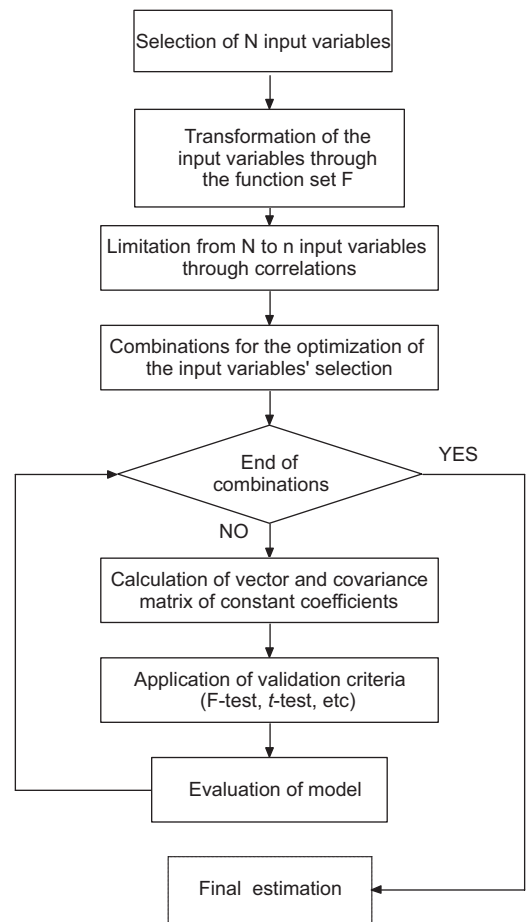 Selection of N input variables
Transformation of the
input variables through
the function set F
Limitation from N to n input variables
through correlations
Combinations for the optimization of
the input variables' selection
End of
combinations
YES
NO
Calculation of vector and covariance
matrix of constant coefficients
Application of validation criteria
(F-test, t-test, etc)
Evaluation of model
Final estimation